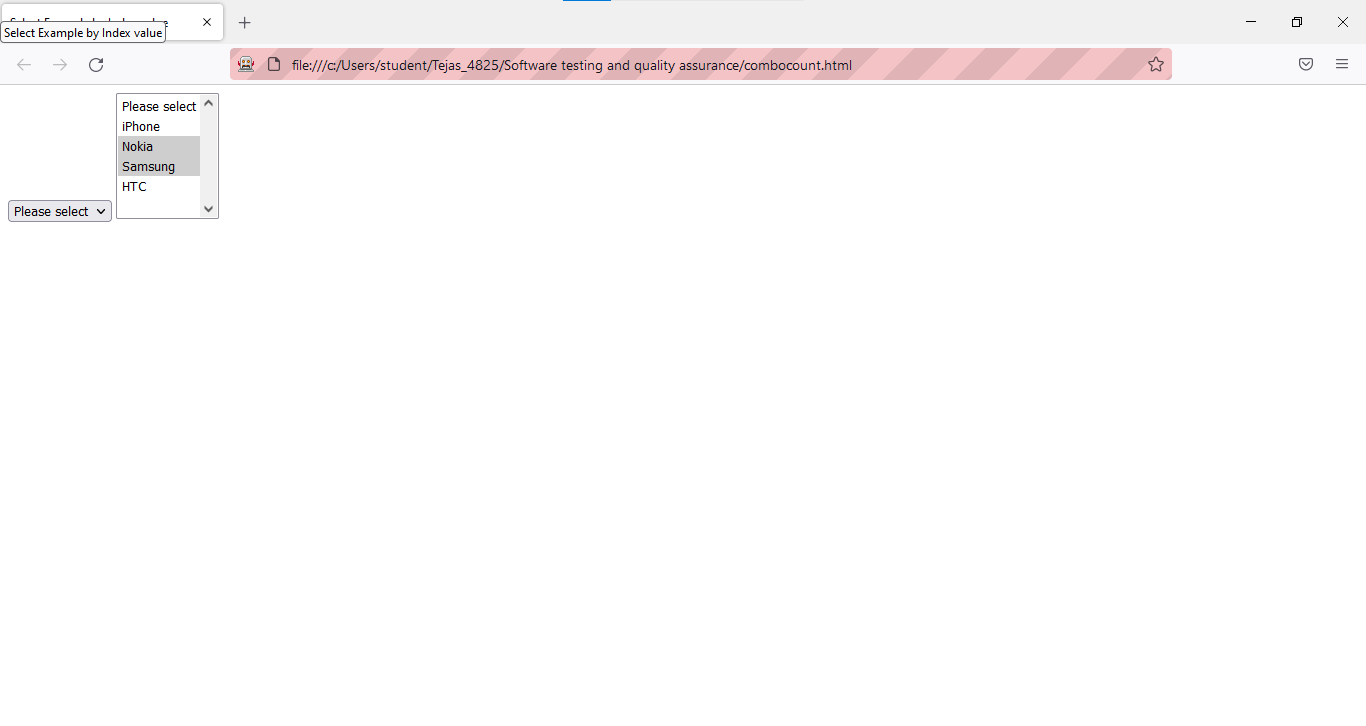 Select Example by Index value
file:///c:/Users/student/Tejas_4825/Software testing and quality assurance/combocount.html
Please select
iPhone
Nokia
Samsung
HTC
Please select